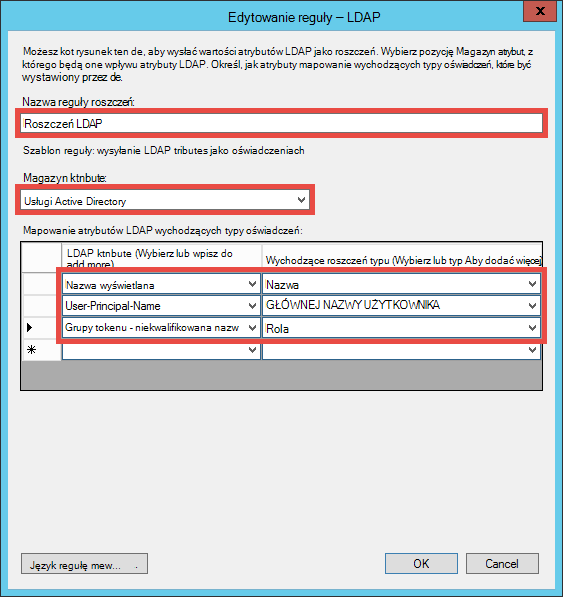 Edytowanie reguły – LDAP
x
Możesz kot rysunek ten de, aby wysłać wartości atrybutów LDAP jako roszczeń. Wybierz pozycję Magazyn atrybut, z
którego będą one wpływu atrybuty LDAP. Określ, jak atrybuty mapowanie wychodzących typy oświadczeń, które być
wystawiony przez de.
Nazwa reguły roszczeń:
Roszczeń LDAP
Szablon reguły: wysyłanie LDAP tributes jako oświadczeniach
Magazyn ktnbute:
Usługi Active Directory
Mapowanie atrybutów LDAP wychodzących typy oświadczeń:
LDAP ktnbute (Wybierz lub wpisz do
add more)
Wychodzące roszczeń typu (Wybierz lub typ Aby dodać więcej)
Nazwa wyświetlana Nazwa
User-Principal-Name GŁÓWNEJ NAZWY UŻYTKOWNIKA
Grupy tokenu - niekwalifikowana nazw Rola
Język regułę mew... .
OK
Cancel